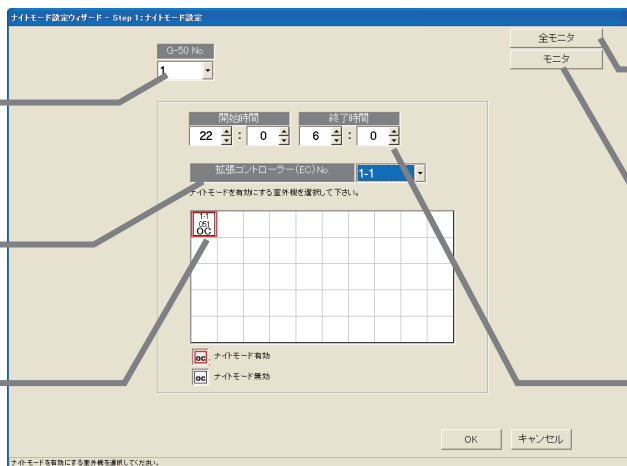 ナイトモード設定ウィザード - Step 1:ナイトモード設定
全モニタ
モニタ
G-50 No.
1
開始時間
終了時間
22 : 0
6 : 0
拡張コントローラー(EC)No.
1-1
ナイトモードを有効にする室外機を選択して下さい。
1-1
051
OC
OC ナイトモード有効
OC ナイトモード無効
OK
キャンセル
ナイトモードを有効にする室外機を選択してください。